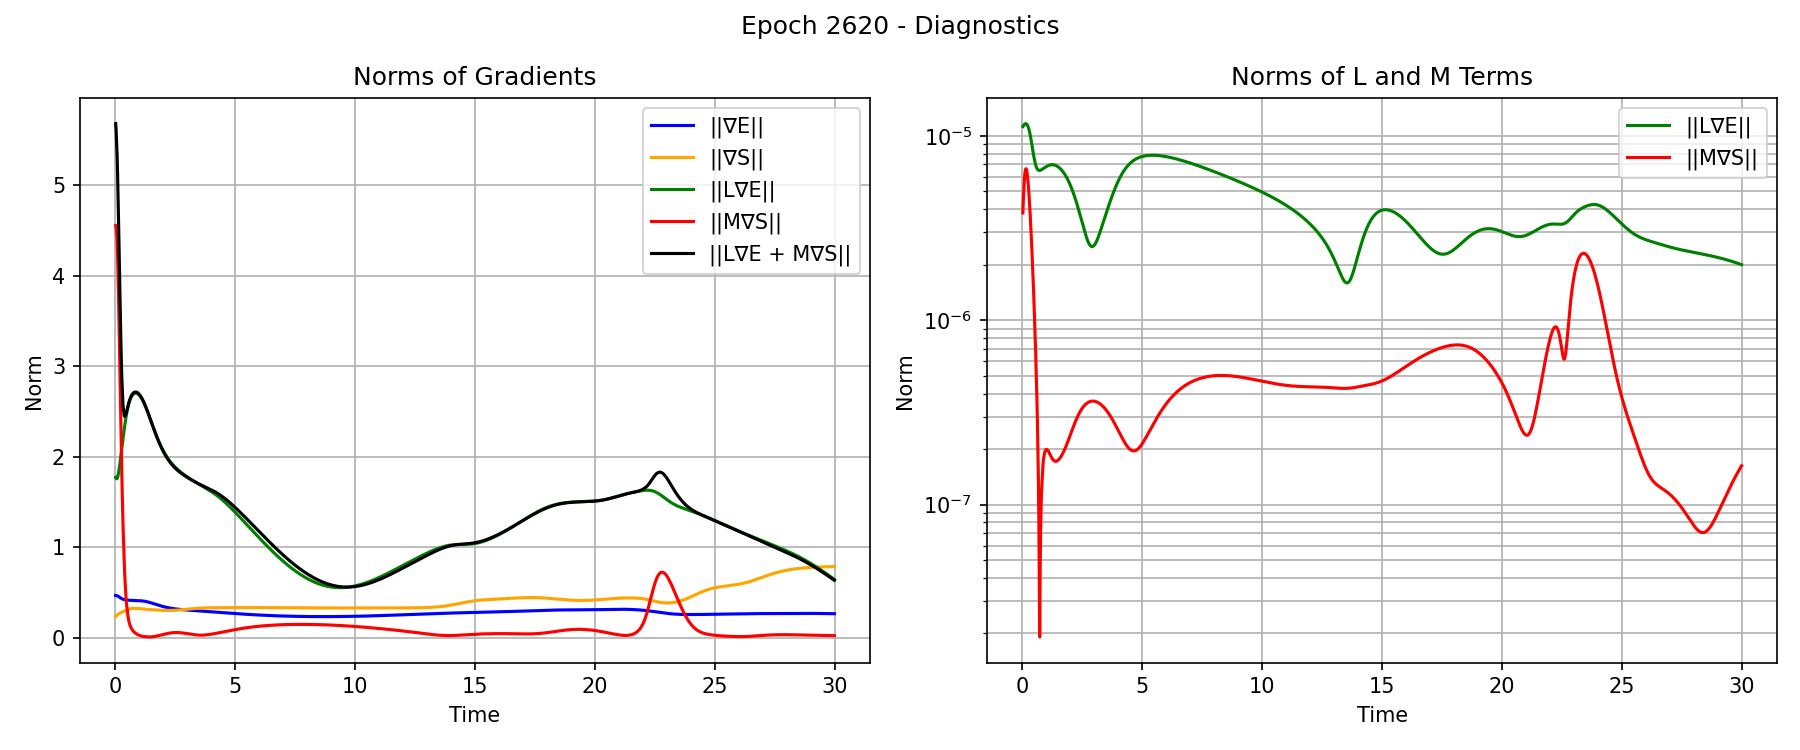 Epoch 2620 - Diagnostics
Norms of Gradients
Norm
5
4
3
2
1
0
||∇E||
||∇S||
||L∇E||
||M∇S||
||L∇E + M∇S||
0 5 10 15 20 25 30
Time
Norms of L and M Terms
Norm
10⁻⁵
10⁻⁶
10⁻⁷
||L∇E||
||M∇S||
0 5 10 15 20 25 30
Time